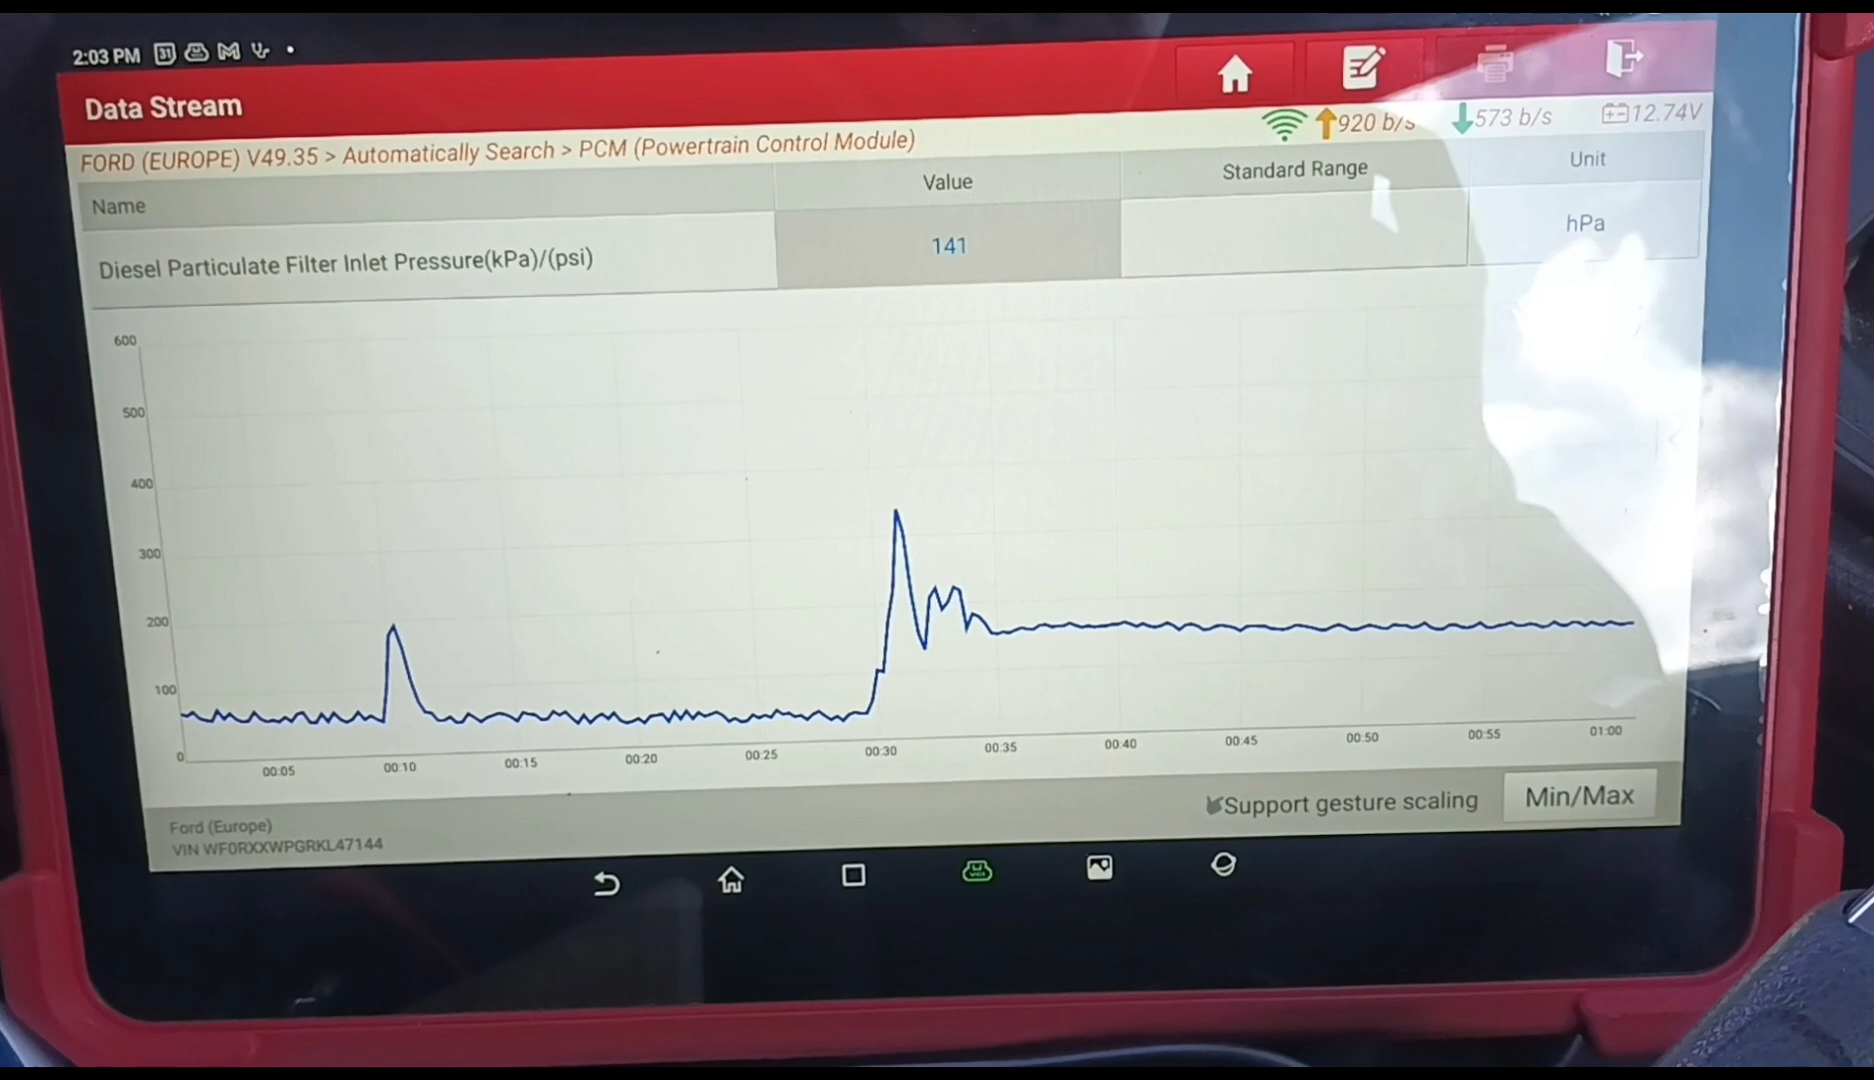 2:03 PM 31
Data Stream
920 b/s 573 b/s 12.74V
FORD (EUROPE) V49.35 > Automatically Search > PCM (Powertrain Control Module)
Name Value Standard Range Unit
Diesel Particulate Filter Inlet Pressure(kPa)/(psi) 141 hPa
600
500
400
300
200
100
0
00:05 00:10 00:15 00:20 00:25 00:30 00:35 00:40 00:45 00:50 00:55 01:00
Support gesture scaling Min/Max
Ford (Europe)
VIN WF0RXXWPGRKL47144
VCI